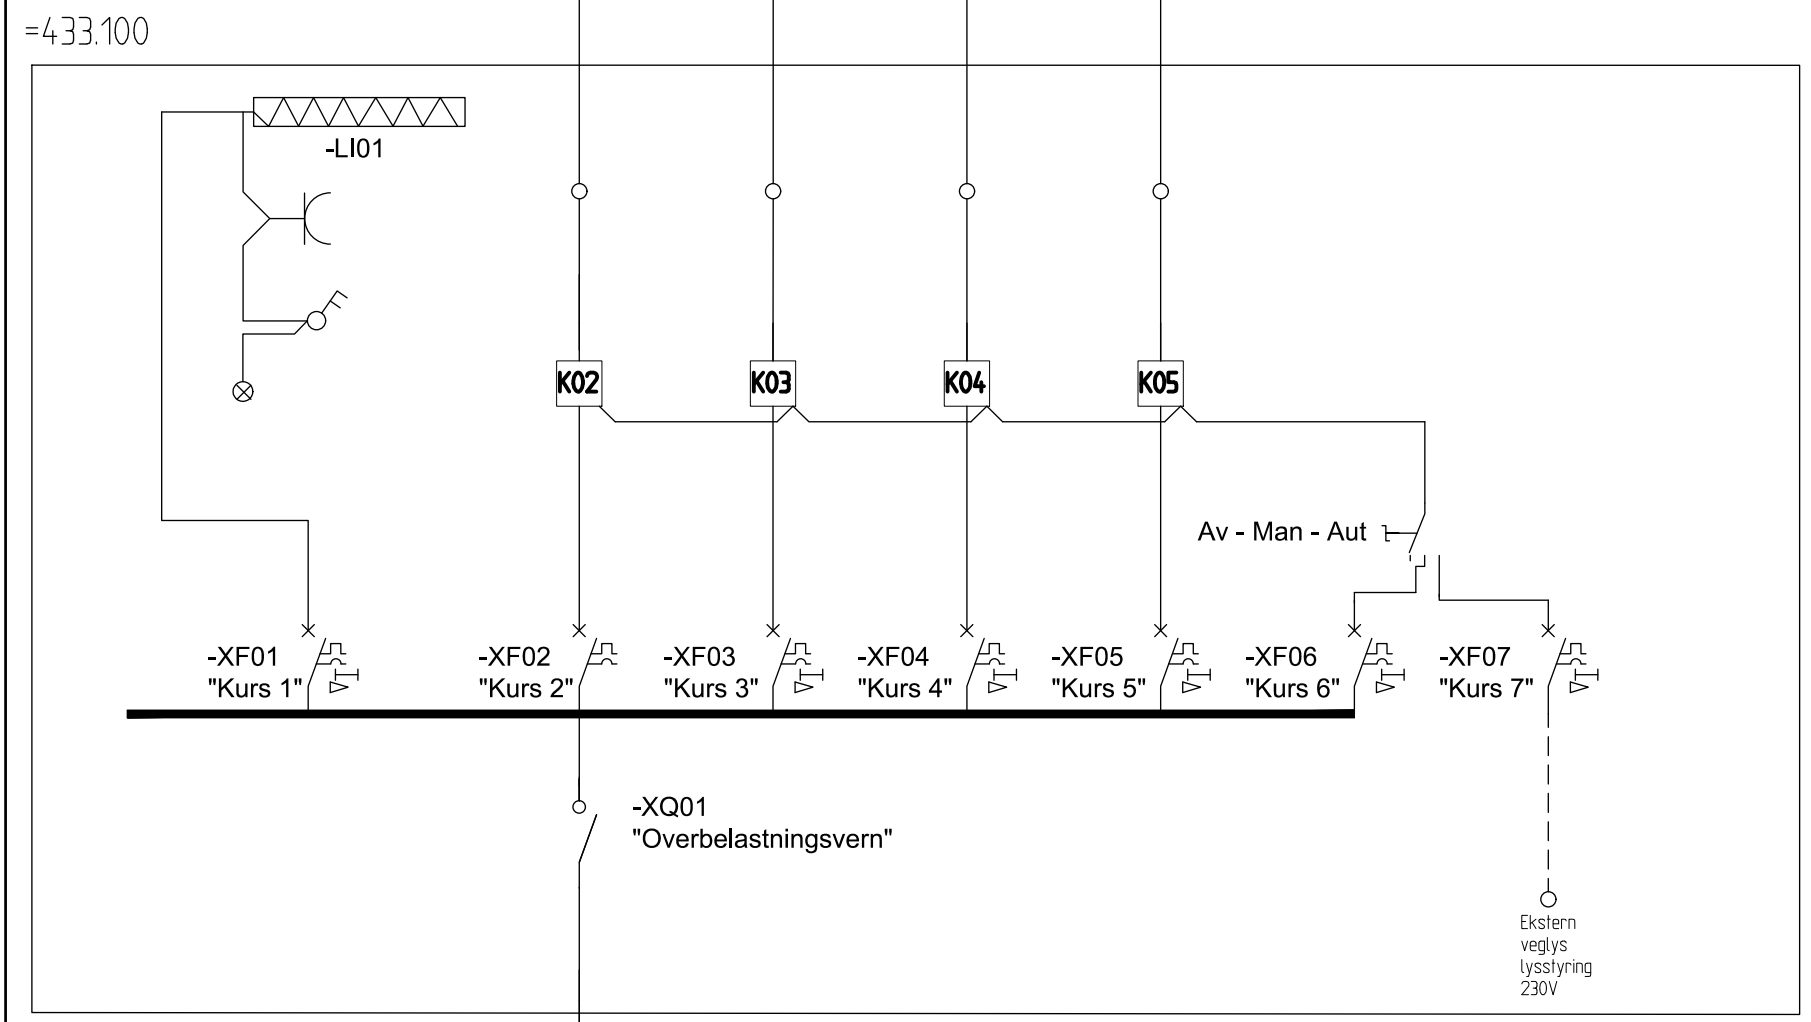 =433.100
-LI01
K02
K03
K04
K05
Av - Man - Aut
-XF01
"Kurs 1"
-XF02
"Kurs 2"
-XF03
"Kurs 3"
-XF04
"Kurs 4"
-XF05
"Kurs 5"
-XF06
"Kurs 6"
-XF07
"Kurs 7"
-XQ01
"Overbelastningsvern"
Ekstern
veglys
lysstyring
230V